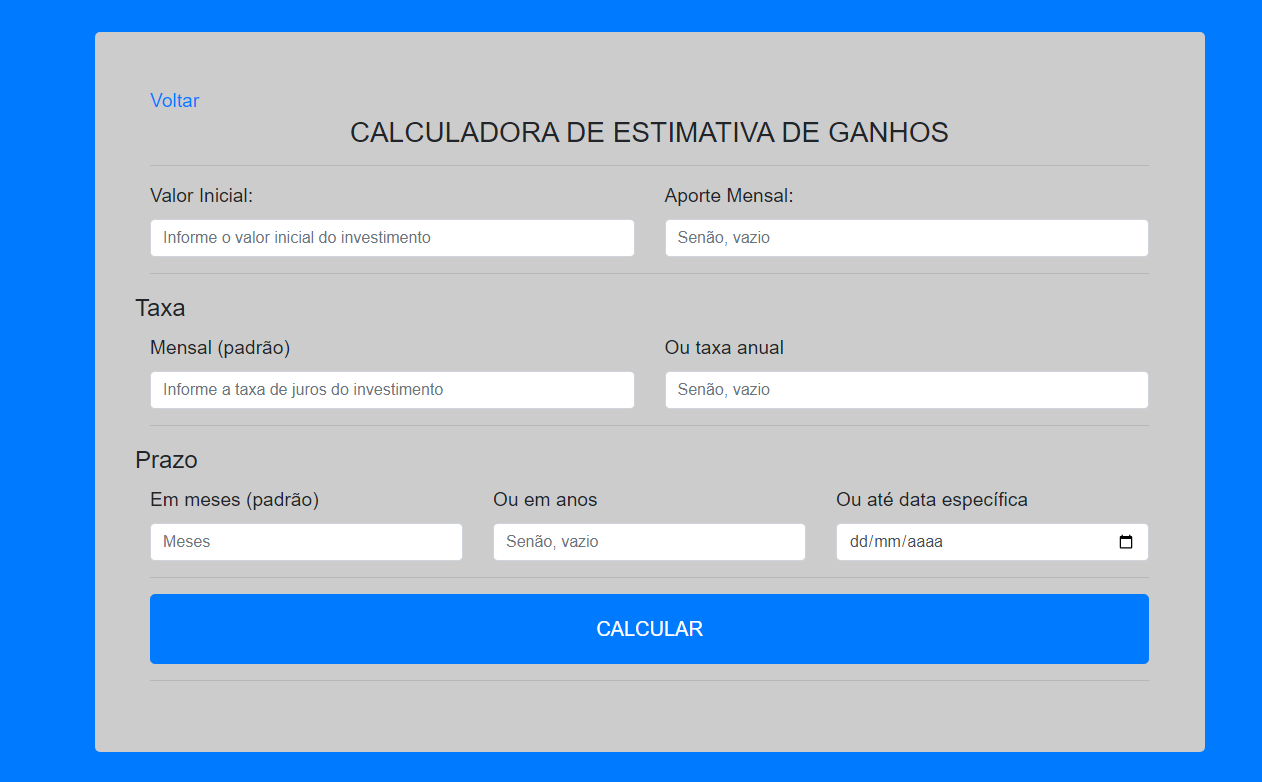 Voltar
CALCULADORA DE ESTIMATIVA DE GANHOS
Valor Inicial: Aporte Mensal:
Informe o valor inicial do investimento Senão, vazio
Taxa
Mensal (padrão) Ou taxa anual
Informe a taxa de juros do investimento Senão, vazio
Prazo
Em meses (padrão) Ou em anos Ou até data específica
Meses Senão, vazio dd/mm/aaaa
CALCULAR